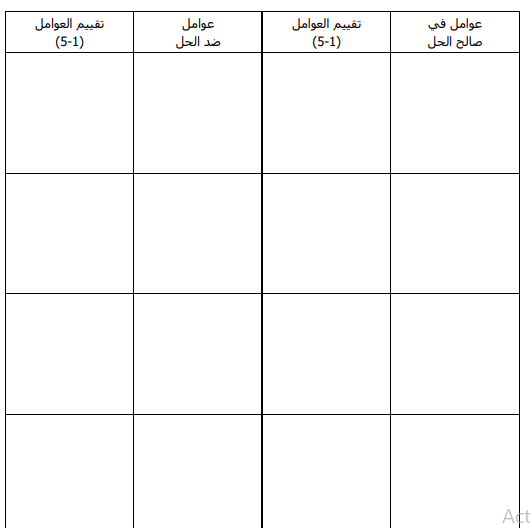 عوامل في
صالح الحل
تقييم العوامل
(1-5)
عوامل
ضد الحل
تقييم العوامل
(1-5)
Act